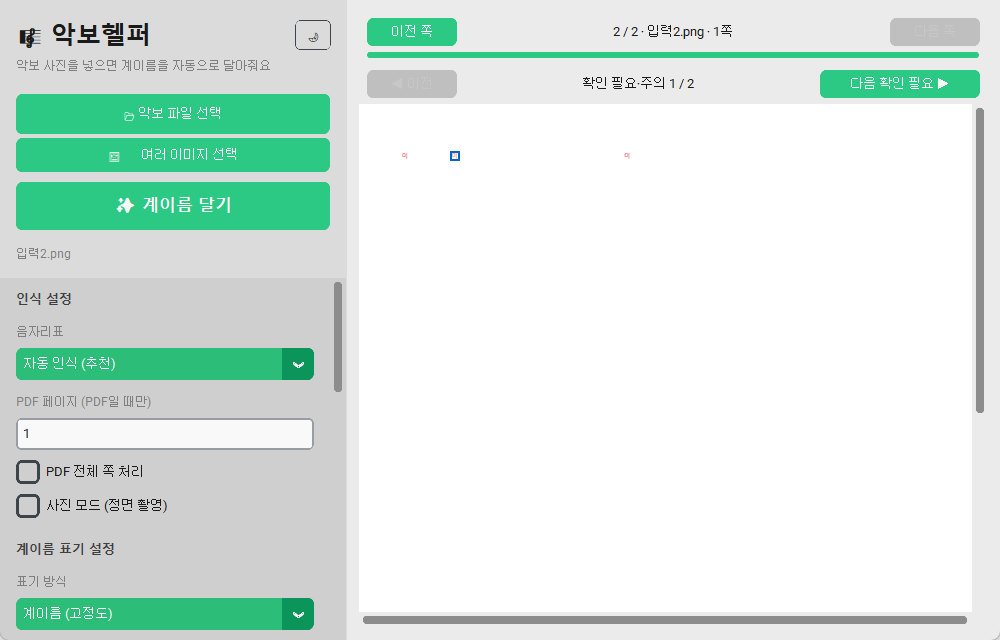 악보헬퍼
악보 사진을 넣으면 계이름을 자동으로 달아줘요
악보 파일 선택
여러 이미지 선택
계이름 달기
입력2.png
인식 설정
음자리표
자동 인식 (추천)
PDF 페이지 (PDF일 때만)
1
PDF 전체 쪽 처리
사진 모드 (정면 촬영)
계이름 표기 설정
표기 방식
계이름 (고정도)
이전 쪽
2 / 2 · 입력2.png · 1쪽
다음 쪽
◀ 이전
확인 필요·주의 1 / 2
다음 확인 필요 ▶
미
미